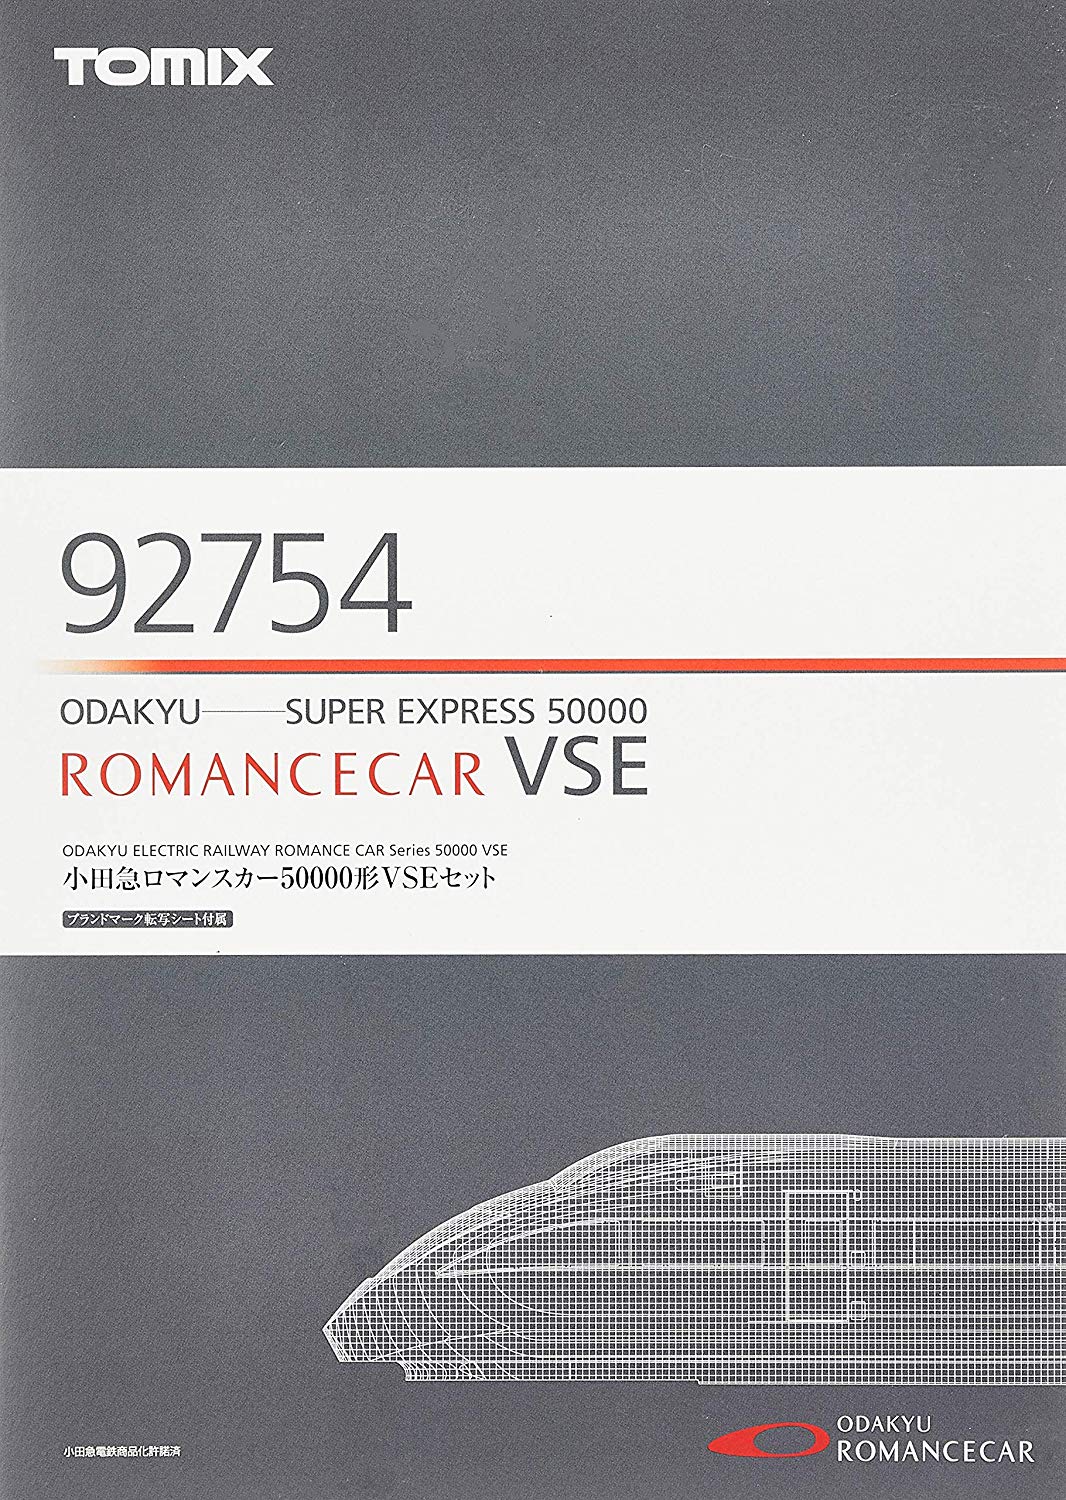 TOMIX
92754
ODAKYU——SUPER EXPRESS 50000
ROMANCECAR VSE
ODAKYU ELECTRIC RAILWAY ROMANCE CAR Series 50000 VSE
小田急ロマンスカー50000形VSEセット
ブランドマーク転写シート付属
小田急電鉄商品化許諾済
ODAKYU
ROMANCECAR